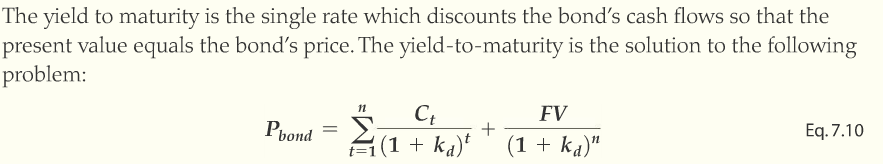 The yield to maturity is the single rate which discounts the bond's cash flows so that the
present value equals the bond's price. The yield-to-maturity is the solution to the following
problem:
P_bond = \sum_{t=1}^{n} \frac{C_t}{(1 + k_d)^t} + \frac{FV}{(1 + k_d)^n} Eq. 7.10